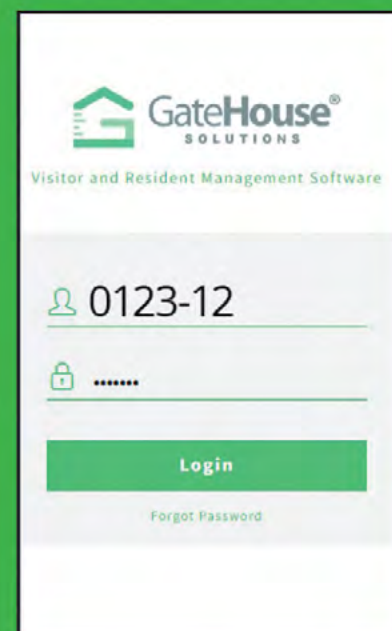 GateHouse®
SOLUTIONS
Visitor and Resident Management Software
0123-12
•••••••
Login
Forgot Password